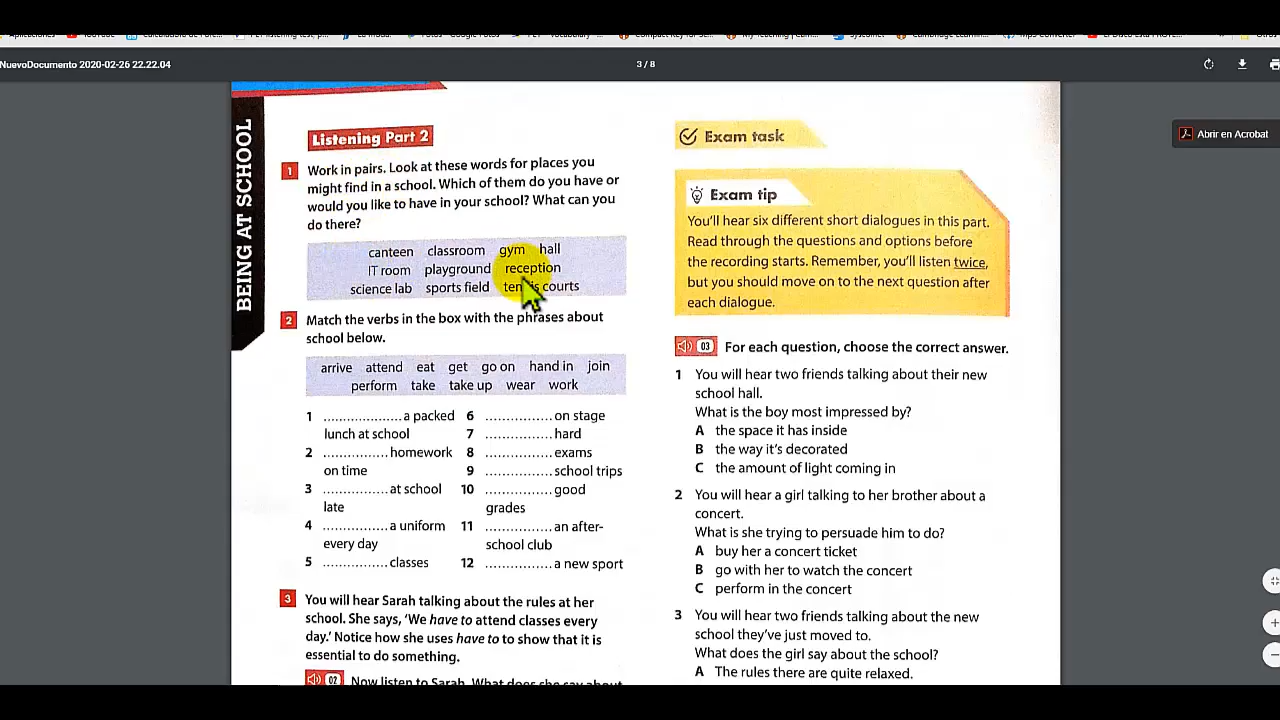 NuevoDocumento 2020-02-26 22.22.04
3 / 8
Abrir en Acrobat
BEING AT SCHOOL
Listening Part 2
1 Work in pairs. Look at these words for places you
might find in a school. Which of them do you have or
would you like to have in your school? What can you
do there?
canteen classroom gym hall
IT room playground reception
science lab sports field tennis courts
2 Match the verbs in the box with the phrases about
school below.
arrive attend eat get go on hand in join
perform take take up wear work
1 .................... a packed
lunch at school
2 ................ homework
on time
3 ................ at school
late
4 ................ a uniform
every day
5 ................ classes
6 ................ on stage
7 ................ hard
8 ................ exams
9 ................ school trips
10 ................ good
grades
11 ................ an after-
school club
12 ................ a new sport
3 You will hear Sarah talking about the rules at her
school. She says, 'We have to attend classes every
day.' Notice how she uses have to to show that it is
essential to do something.
02 Now listen to Sarah. What does she say about
Exam task
Exam tip
You'll hear six different short dialogues in this part.
Read through the questions and options before
the recording starts. Remember, you'll listen twice,
but you should move on to the next question after
each dialogue.
03 For each question, choose the correct answer.
1 You will hear two friends talking about their new
school hall.
What is the boy most impressed by?
A the space it has inside
B the way it's decorated
C the amount of light coming in
2 You will hear a girl talking to her brother about a
concert.
What is she trying to persuade him to do?
A buy her a concert ticket
B go with her to watch the concert
C perform in the concert
3 You will hear two friends talking about the new
school they've just moved to.
What does the girl say about the school?
A The rules there are quite relaxed.